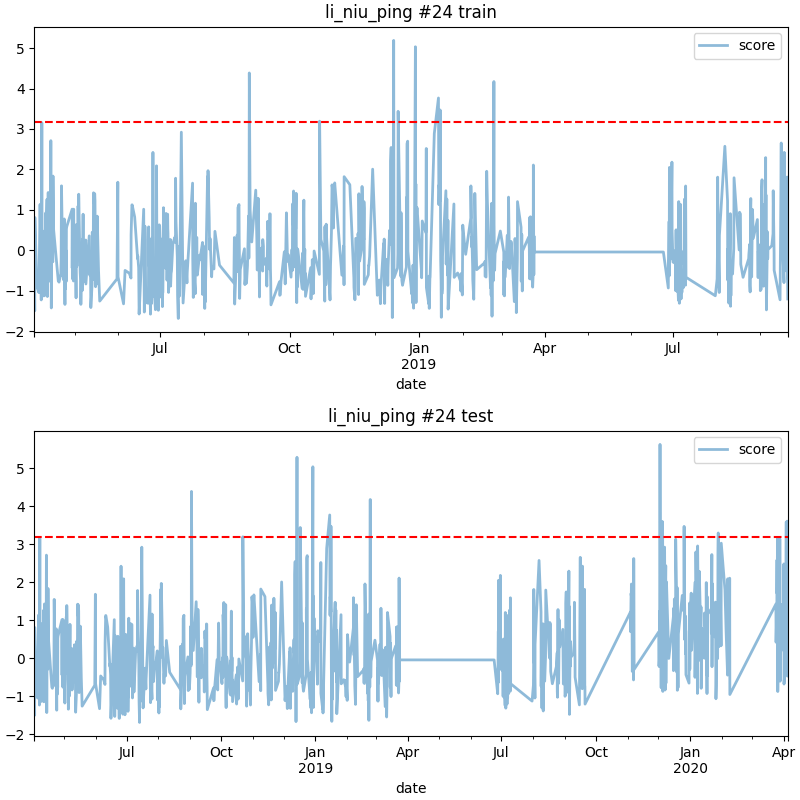 li_niu_ping #24 train
score
5
4
3
2
1
0
−1
−2
Jul
Oct
Jan
2019
Apr
Jul
date
li_niu_ping #24 test
score
5
4
3
2
1
0
−1
−2
Jul
Oct
Jan
2019
Apr
Jul
Oct
Jan
2020
Apr
date